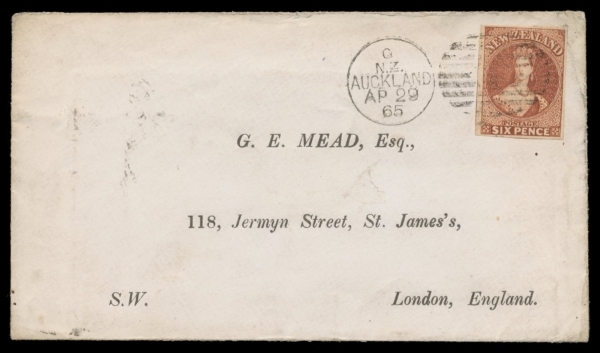 G
N.Z.
AUCKLAND
AP 29
65
NEW ZEALAND
POSTAGE
SIX PENCE
G. E. MEAD, Esq.,
118, Jermyn Street, St. James's,
S.W. London, England.